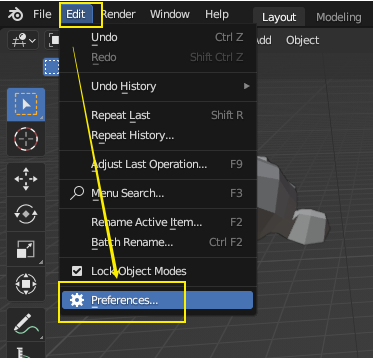 File Edit Render Window Help Layout Modeling
Add Object
Undo Ctrl Z
Redo Shift Ctrl Z
Undo History
Repeat Last Shift R
Repeat History...
Adjust Last Operation... F9
Menu Search... F3
Rename Active Item... F2
Batch Rename... Ctrl F2
Lock Object Modes
Preferences...